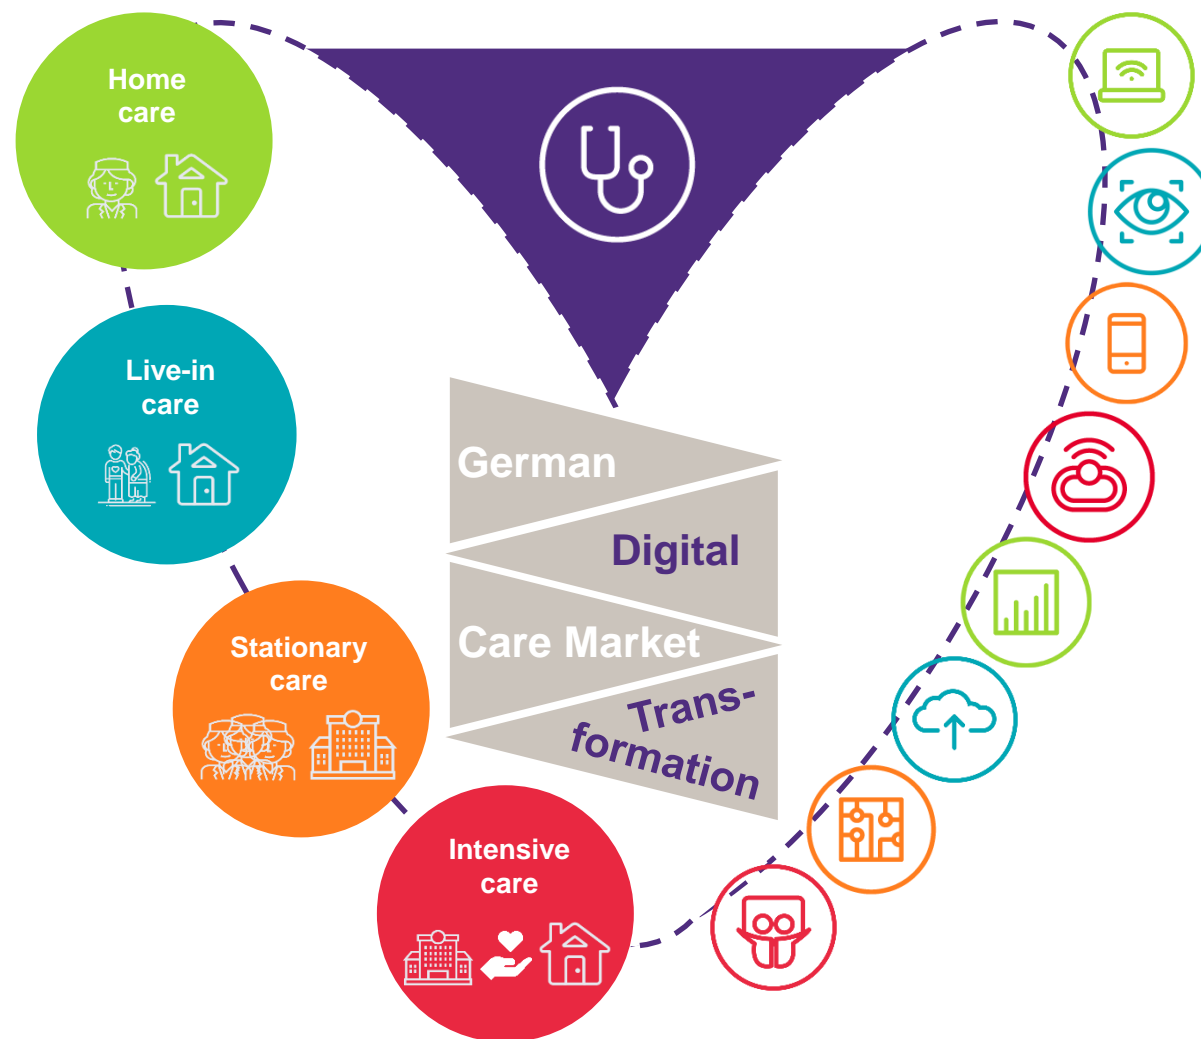 Home
care
Live-in
care
Stationary
care
Intensive
care
German
Digital
Care Market
Trans-
formation